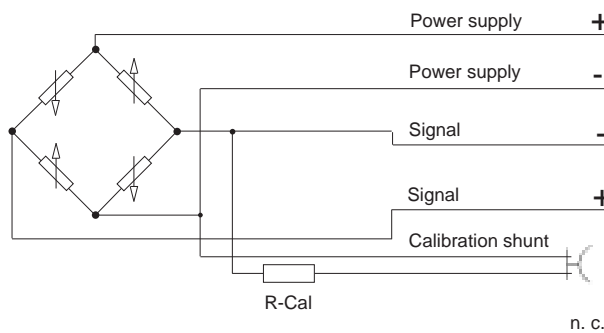 Power supply +
Power supply -
Signal -
Signal +
Calibration shunt
R-Cal
n. c.